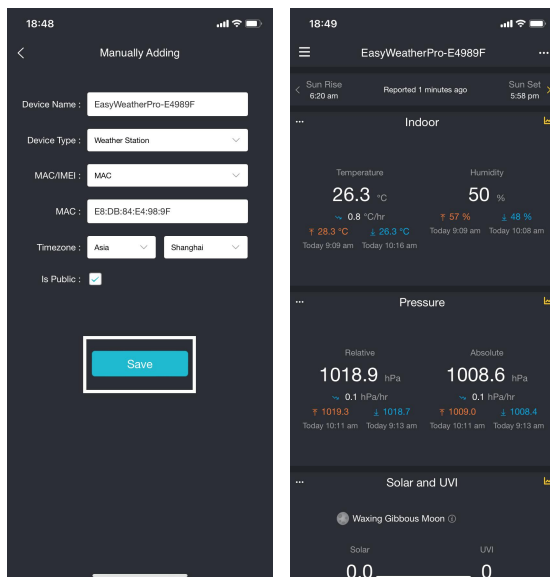 18:48
Manually Adding
Device Name : EasyWeatherPro-E4989F
Device Type : Weather Station
MAC/IMEI : MAC
MAC : E8:DB:84:E4:98:9F
Timezone : Asia Shanghai
Is Public :
Save
18:49
EasyWeatherPro-E4989F
Sun Rise
6:20 am
Reported 1 minutes ago
Sun Set
5:58 pm
Indoor
Temperature Humidity
26.3 °C 50 %
0.8 °C/hr
28.3 °C 26.3 °C 57 % 48 %
Today 9:09 am Today 10:16 am Today 9:09 am Today 10:08 am
Pressure
Relative Absolute
1018.9 hPa 1008.6 hPa
0.1 hPa/hr 0.1 hPa/hr
1019.3 1018.7 1009.0 1008.4
Today 10:11 am Today 9:13 am Today 10:11 am Today 9:13 am
Solar and UVI
Waxing Gibbous Moon
Solar UVI
0.0 0